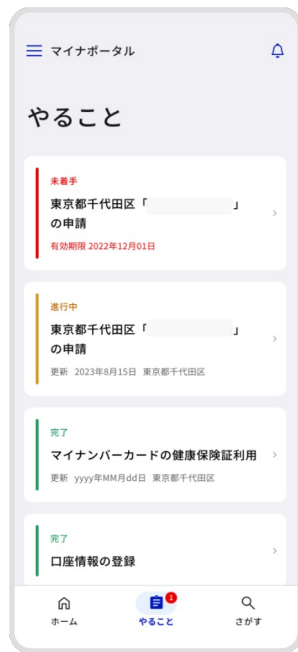 マイナポータル
やること
未着手
東京都千代田区「　　　　　」
の申請
有効期限 2022年12月01日
進行中
東京都千代田区「　　　　　」
の申請
更新 2023年8月15日 東京都千代田区
完了
マイナンバーカードの健康保険証利用
更新 yyyy年MM月dd日 東京都千代田区
完了
口座情報の登録
1
ホーム やること さがす